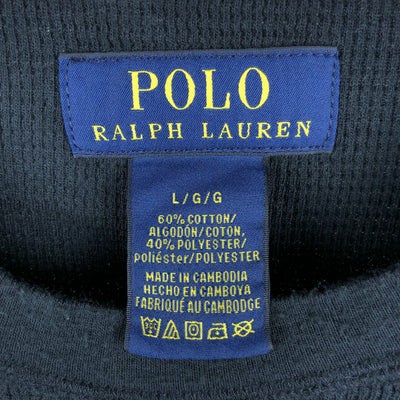 POLO
RALPH LAUREN
L/G/G
60% COTTON/
ALGODÓN/COTON,
40% POLYESTER/
poliéster/POLYESTER
MADE IN CAMBODIA
HECHO EN CAMBOYA
FABRIQUÉ AU CAMBODGE